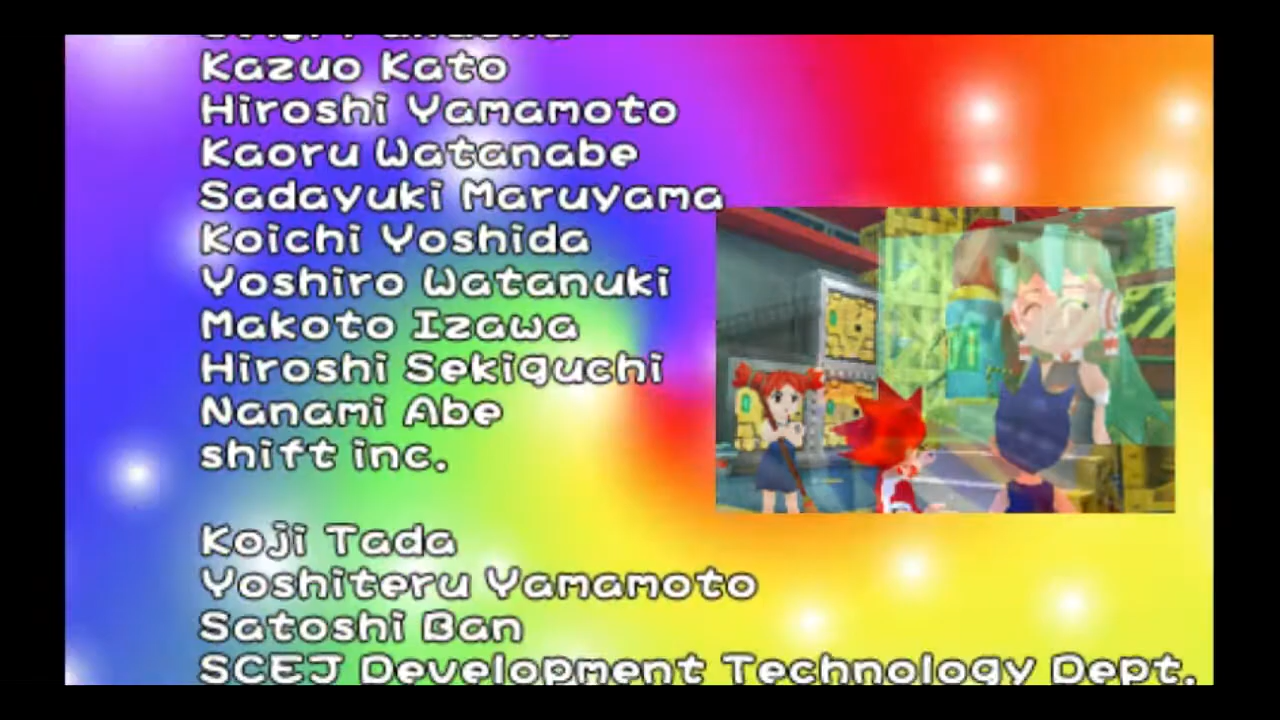 Kazuo Kato
Hiroshi Yamamoto
Kaoru Watanabe
Sadayuki Maruyama
Koichi Yoshida
Yoshiro Watanuki
Makoto Izawa
Hiroshi Sekiguchi
Nanami Abe
shift inc.
Koji Tada
Yoshiteru Yamamoto
Satoshi Ban
SCEJ Development Technology Dept.